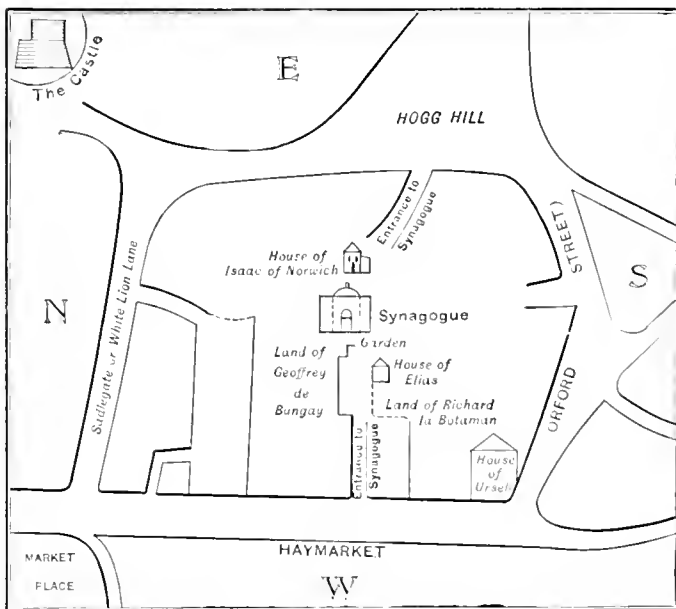 The Castle
E
HOGG HILL
Entrance to
Synagogue
House of
Isaac of Norwich
STREET)
S
N
Sadlegate or White Lion Lane
Synagogue
Garden
Land of
Geoffrey
de
Bungay
House of
Elias
Land of Richard
la Botaman
ORFORD
Entrance to
Synagogue
House
of
Ursel
HAYMARKET
MARKET
PLACE
W